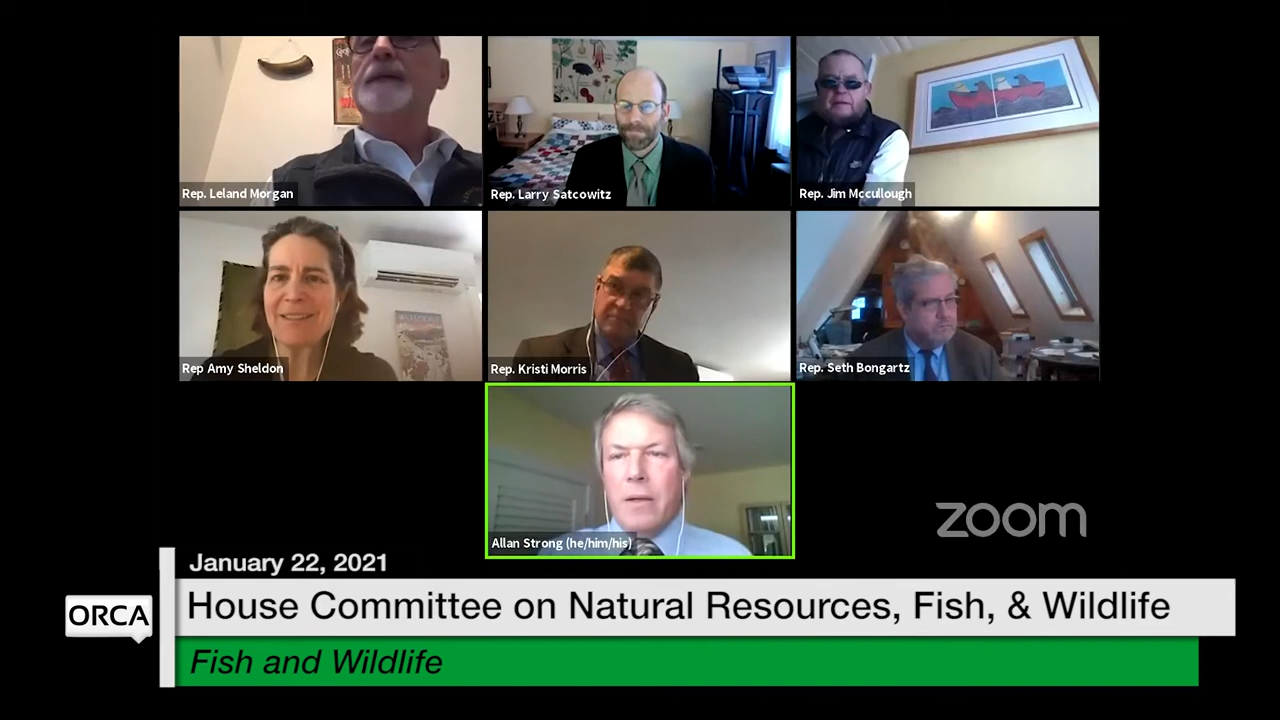 Rep. Leland Morgan
Rep. Larry Satcowitz
Rep. Jim Mccullough
Rep Amy Sheldon
Rep. Kristi Morris
Rep. Seth Bongartz
Allan Strong (he/him/his)
zoom
January 22, 2021
ORCA
House Committee on Natural Resources, Fish, & Wildlife
Fish and Wildlife